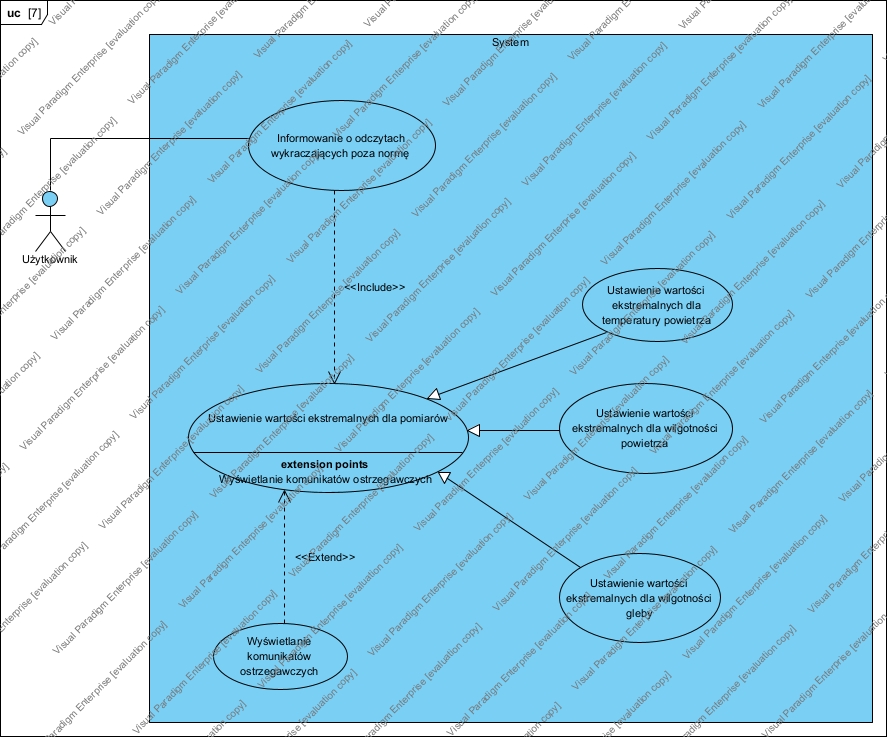 uc [7]
System
Informowanie o odczytach
wykraczających poza normę
Użytkownik
<<Include>>
Ustawienie wartości
ekstremalnych dla
temperatury powietrza
Ustawienie wartości ekstremalnych dla pomiarów
extension points
Wyświetlanie komunikatów ostrzegawczych
Ustawienie wartości
ekstremalnych dla wilgotności
powietrza
<<Extend>>
Ustawienie wartości
ekstremalnych dla wilgotności
gleby
Wyświetlanie
komunikatów
ostrzegawczych
Visual Paradigm Enterprise [evaluation copy]